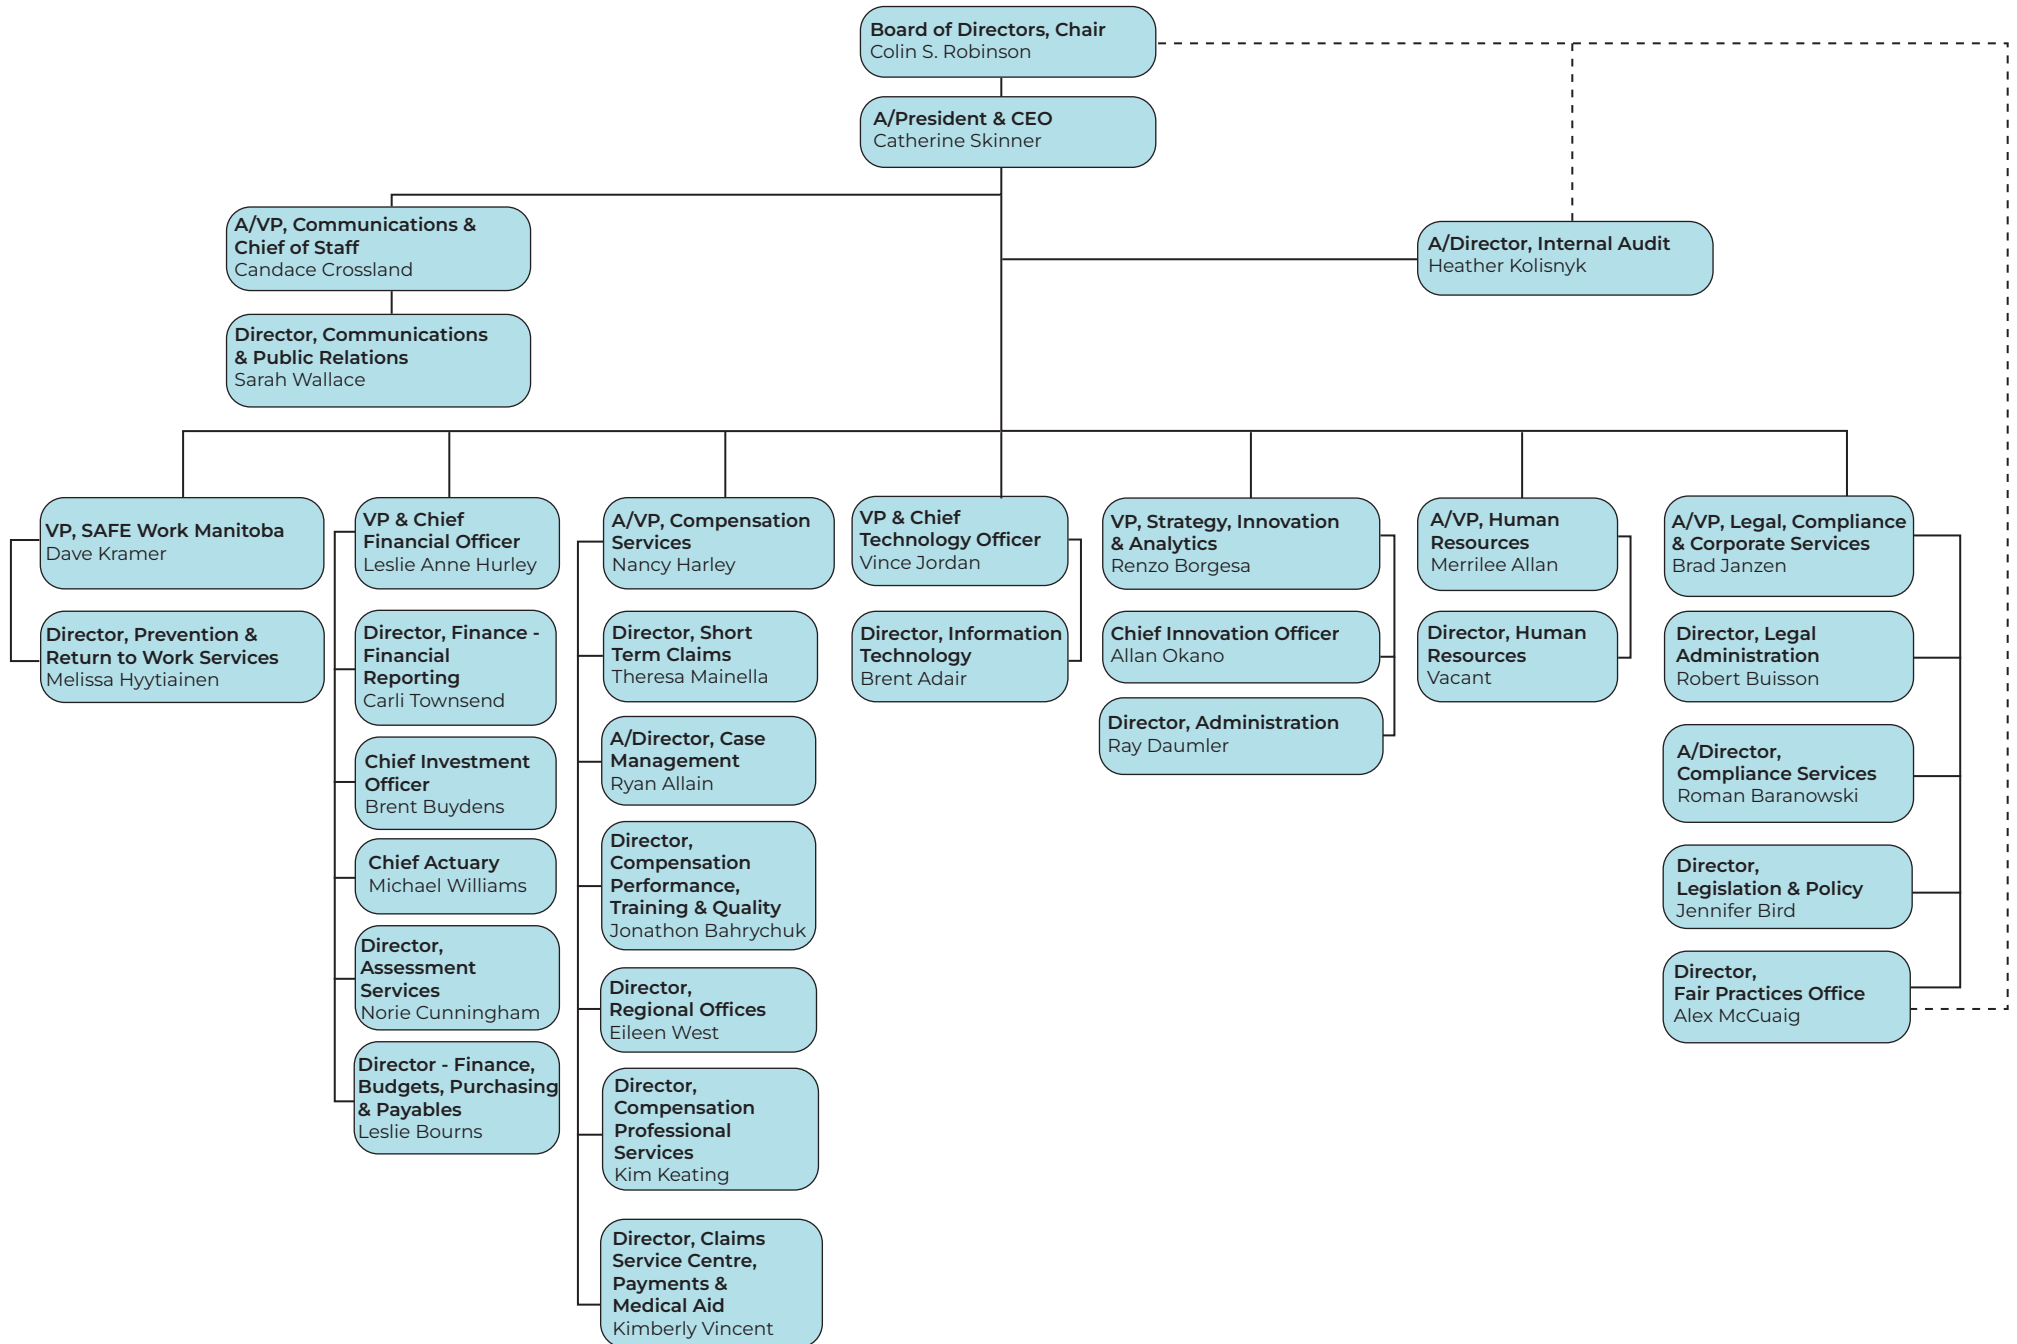 Board of Directors, Chair
Colin S. Robinson
A/President & CEO
Catherine Skinner
A/VP, Communications &
Chief of Staff
Candace Crossland
A/Director, Internal Audit
Heather Kolisnyk
Director, Communications
& Public Relations
Sarah Wallace
VP, SAFE Work Manitoba
Dave Kramer
Director, Prevention &
Return to Work Services
Melissa Hyytiainen
VP & Chief
Financial Officer
Leslie Anne Hurley
Director, Finance -
Financial
Reporting
Carli Townsend
Chief Investment
Officer
Brent Buydens
Chief Actuary
Michael Williams
Director,
Assessment
Services
Norie Cunningham
Director - Finance,
Budgets, Purchasing
& Payables
Leslie Bourns
A/VP, Compensation
Services
Nancy Harley
Director, Short
Term Claims
Theresa Mainella
A/Director, Case
Management
Ryan Allain
Director,
Compensation
Performance,
Training & Quality
Jonathon Bahrychuk
Director,
Regional Offices
Eileen West
Director,
Compensation
Professional
Services
Kim Keating
Director, Claims
Service Centre,
Payments &
Medical Aid
Kimberly Vincent
VP & Chief
Technology Officer
Vince Jordan
Director, Information
Technology
Brent Adair
VP, Strategy, Innovation
& Analytics
Renzo Borgesa
Chief Innovation Officer
Allan Okano
Director, Administration
Ray Daumler
A/VP, Human
Resources
Merrilee Allan
Director, Human
Resources
Vacant
A/VP, Legal, Compliance
& Corporate Services
Brad Janzen
Director, Legal
Administration
Robert Buisson
A/Director,
Compliance Services
Roman Baranowski
Director,
Legislation & Policy
Jennifer Bird
Director,
Fair Practices Office
Alex McCuaig